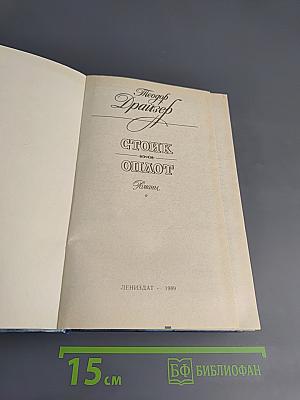 Теодор
Драйзер
СТОИК
ОПЛОТ
Романы
ЛЕНИЗДАТ · 1989
15 см
БФ БИБЛИОФАН